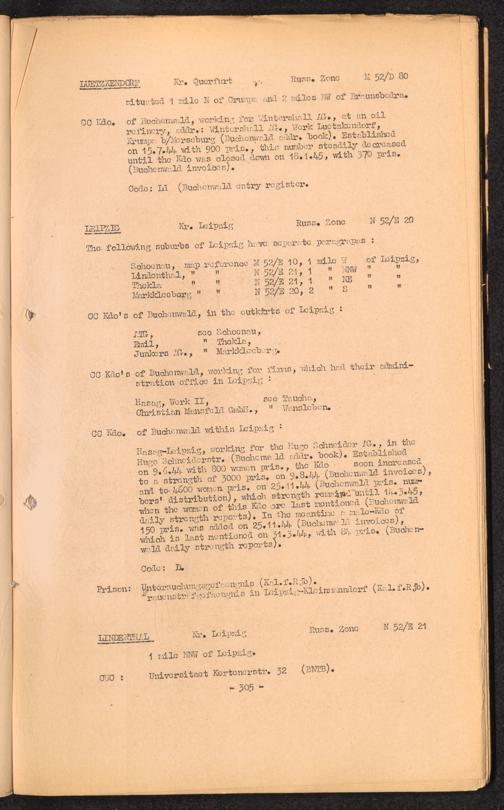 LUETZKENDORF Kr. Querfurt Russ. Zone M 52/D 80
situated 1 mile N of Crumpa and 2 miles NW of Braunsbedra.
CC Kdo. of Buchenwald, working for Wintershall AG., at an oil
refinery, addr.: Wintershall AG., Werk Luetzkendorf,
Krumpa b/Merseburg (Buchenwald addr. book). Established
on 15.7.44 with 900 pris., this number steadily decreased
until the Kdo was closed down on 18.1.45, with 370 pris.
(Buchenwald invoices).
Code: Ld (Buchenwald entry register.
LEIPZIG Kr. Leipzig Russ. Zone N 52/E 20
The following suburbs of Leipzig have separate paragrapes :
Schoenau, map reference M 52/E 10, 1 mile W of Leipzig,
Lindenthal, " " N 52/E 21, 1 " NNW " "
Thekla " " N 52/E 21, 1 " NE " "
Markkleeberg " " N 52/E 20, 2 " S " "
CC Kdo's of Buchenwald, in the outkirts of Leipzig :
ATG, see Schoenau,
Emil, " Thekla,
Junkers AG., " Markkleeberg.
CC Kdo's of Buchenwald, working for firms, which had their admini-
stration office in Leipzig :
Hasag, Work II, see Taucha,
Christian Mansfeld GmbH., " Wansleben.
CC Kdo. of Buchenwald within Leipzig :
Hasag-Leipzig, working for the Hugo Schneider AG., in the
Hugo Schneiderstr. (Buchenwald addr. book). Established
on 9.6.44 with 800 women pris., the Kdo soon increased
to a strength of 3000 pris. on 9.8.44 (Buchenwald invoices),
and to 4600 women pris. on 25.11.44 (Buchenwald pris. num-
bers' distribution), which strength remained until 14.3.45,
when the women of this Kdo are last mentioned (Buchenwald
daily strength reports). In the meantime a male-Kdo of
150 pris. was added on 25.11.44 (Buchenwald invoices),
which is last mentioned on 31.3.44, with 84 pris. (Buchen-
wald daily strength reports).
Code: L.
Prison: Untersuchungsgefaengnis (Kal.f.RJb).
Frauenstrafgefaengnis in Leipzig-Kleinmenndorf (Kal.f.RJb).
LINDENTHAL Kr. Leipzig Russ. Zone N 52/E 21
1 mile NNW of Leipzig.
CWC : Universitaet Kertenerstr. 32 (BNTB).
- 305 -